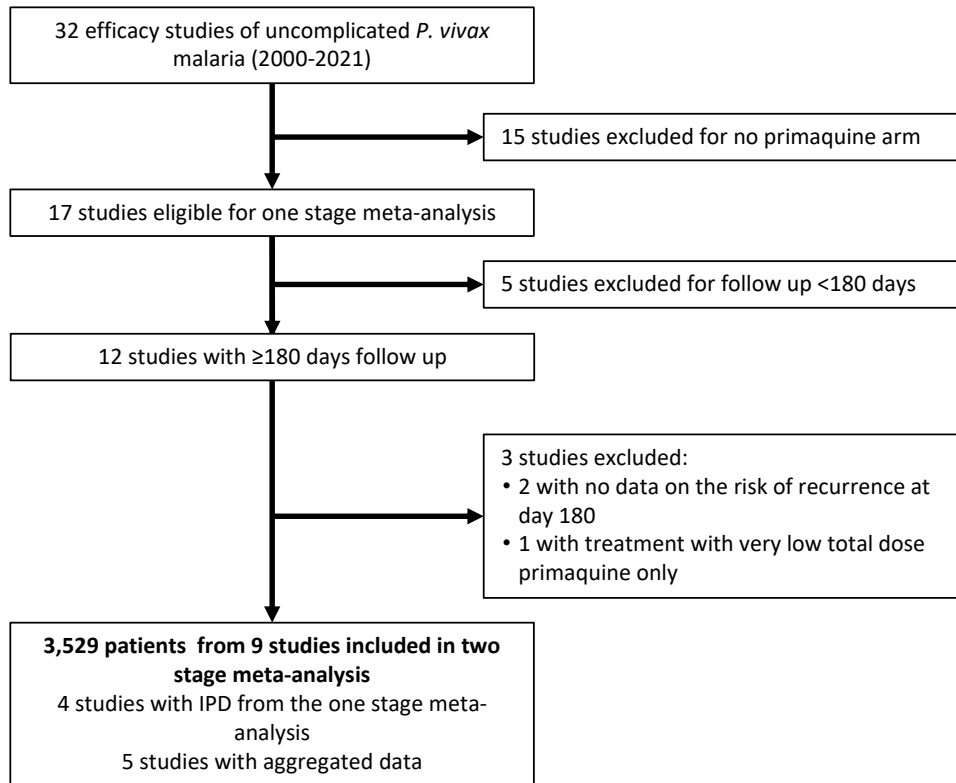 32 efficacy studies of uncomplicated P. vivax
malaria (2000-2021)
15 studies excluded for no primaquine arm
17 studies eligible for one stage meta-analysis
5 studies excluded for follow up <180 days
12 studies with ≥180 days follow up
3 studies excluded:
• 2 with no data on the risk of recurrence at
day 180
• 1 with treatment with very low total dose
primaquine only
3,529 patients from 9 studies included in two
stage meta-analysis
4 studies with IPD from the one stage meta-
analysis
5 studies with aggregated data